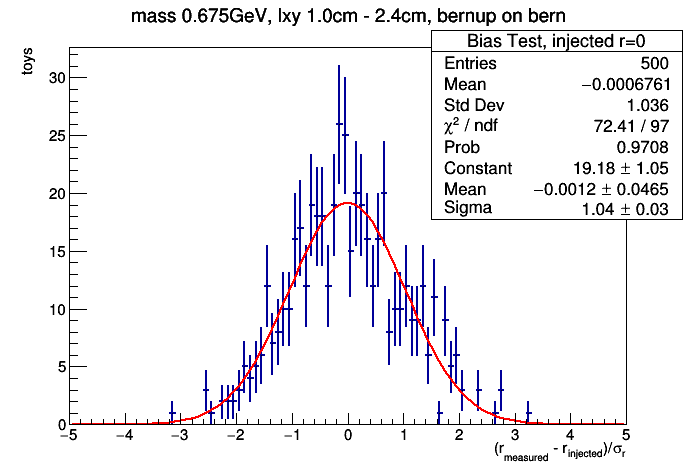 mass 0.675GeV, lxy 1.0cm - 2.4cm, bernup on bern
Bias Test, injected r=0
Entries 500
Mean −0.0006761
Std Dev 1.036
χ² / ndf 72.41 / 97
Prob 0.9708
Constant 19.18 ± 1.05
Mean −0.0012 ± 0.0465
Sigma 1.04 ± 0.03
toys
30
25
20
15
10
5
0
−5 −4 −3 −2 −1 0 1 2 3 4 5
(r_measured - r_injected)/σ_r